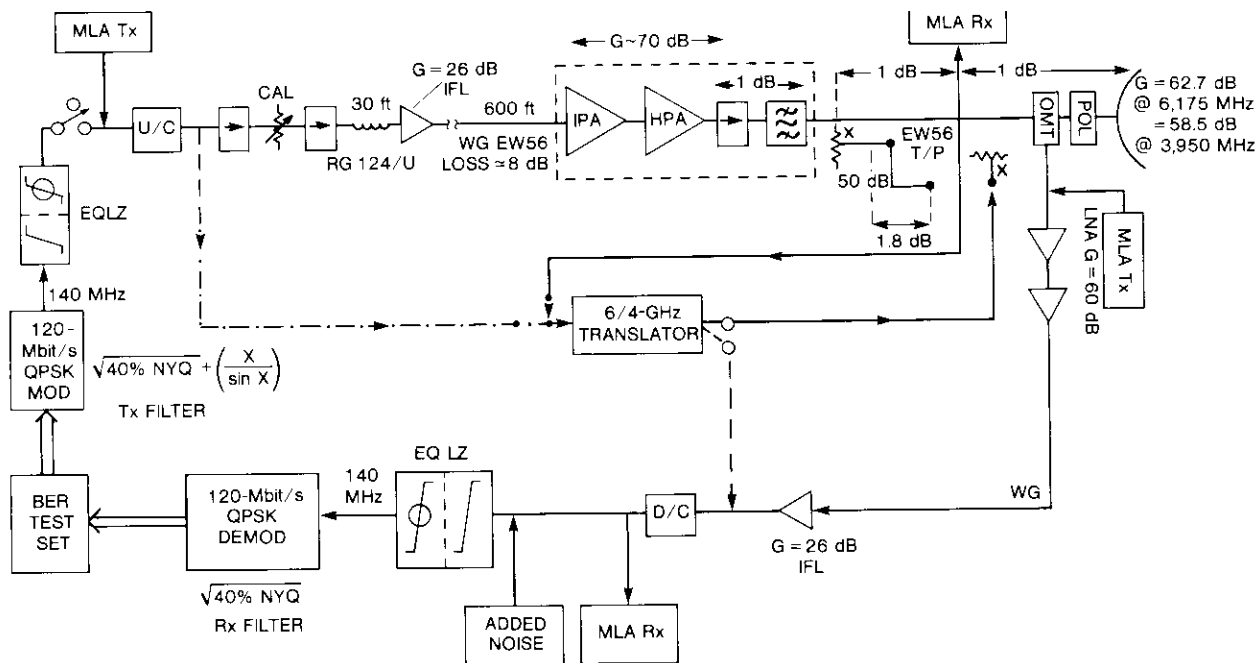 MLA Tx
U/C
CAL
30 ft
RG 124/U
G = 26 dB
IFL
600 ft
WG EW56
LOSS ≃ 8 dB
G~70 dB
IPA
HPA
1 dB
MLA Rx
1 dB
1 dB
X
50 dB
EW56
T/P
1.8 dB
X
OMT
POL
G = 62.7 dB
@ 6,175 MHz
= 58.5 dB
@ 3,950 MHz
LNA G = 60 dB
MLA Tx
EQLZ
140 MHz
120-
Mbit/s
QPSK
MOD
√40% NYQ + (X / sin X)
Tx FILTER
6/4-GHz
TRANSLATOR
BER
TEST
SET
120-Mbit/s
QPSK
DEMOD
√40% NYQ
Rx FILTER
140
MHz
EQ LZ
ADDED
NOISE
MLA Rx
D/C
G = 26 dB
IFL
WG